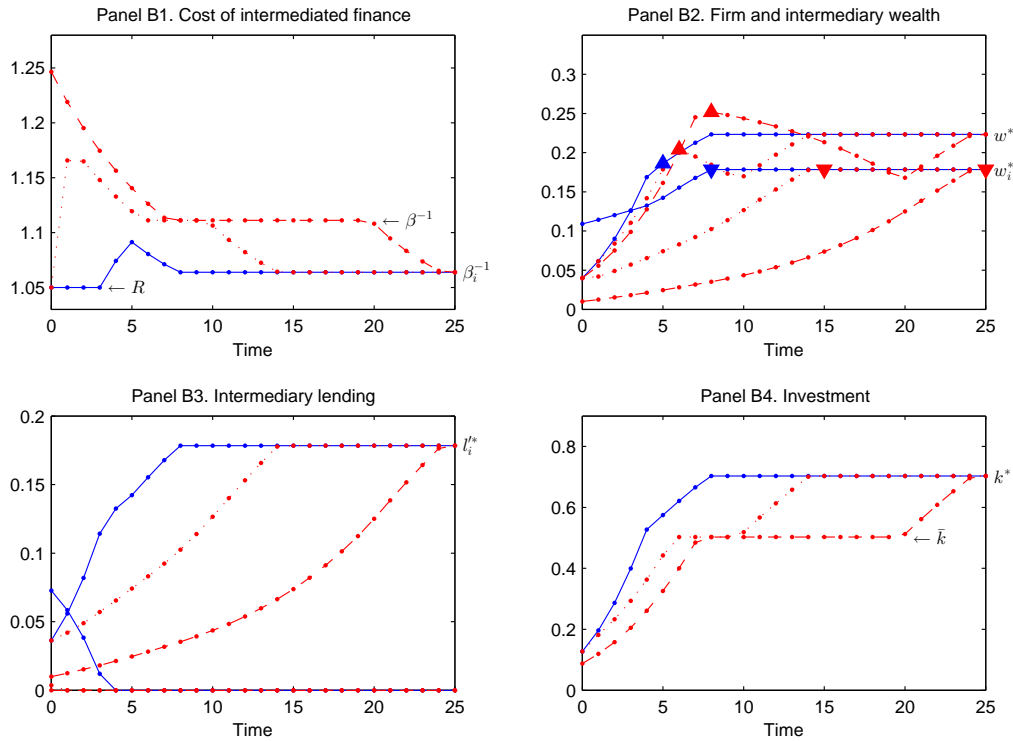 Panel B1. Cost of intermediated finance
1.25
1.2
1.15
1.1
1.05
← β⁻¹
βᵢ⁻¹
← R
0 5 10 15 20 25
Time
Panel B2. Firm and intermediary wealth
0.35
0.3
0.25
0.2
0.15
0.1
0.05
0
w*
wᵢ*
0 5 10 15 20 25
Time
Panel B3. Intermediary lending
0.2
0.15
0.1
0.05
0
lᵢ′*
0 5 10 15 20 25
Time
Panel B4. Investment
0.8
0.6
0.4
0.2
0
k*
← k̄
0 5 10 15 20 25
Time